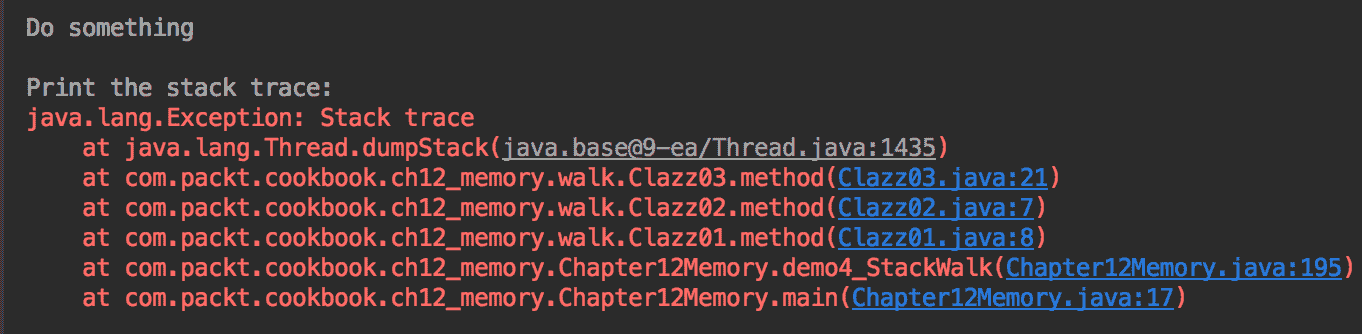 Do something
Print the stack trace:
java.lang.Exception: Stack trace
at java.lang.Thread.dumpStack(java.base@9-ea/Thread.java:1435)
at com.packt.cookbook.ch12_memory.walk.Clazz03.method(Clazz03.java:21)
at com.packt.cookbook.ch12_memory.walk.Clazz02.method(Clazz02.java:7)
at com.packt.cookbook.ch12_memory.walk.Clazz01.method(Clazz01.java:8)
at com.packt.cookbook.ch12_memory.Chapter12Memory.demo4_StackWalk(Chapter12Memory.java:195)
at com.packt.cookbook.ch12_memory.Chapter12Memory.main(Chapter12Memory.java:17)